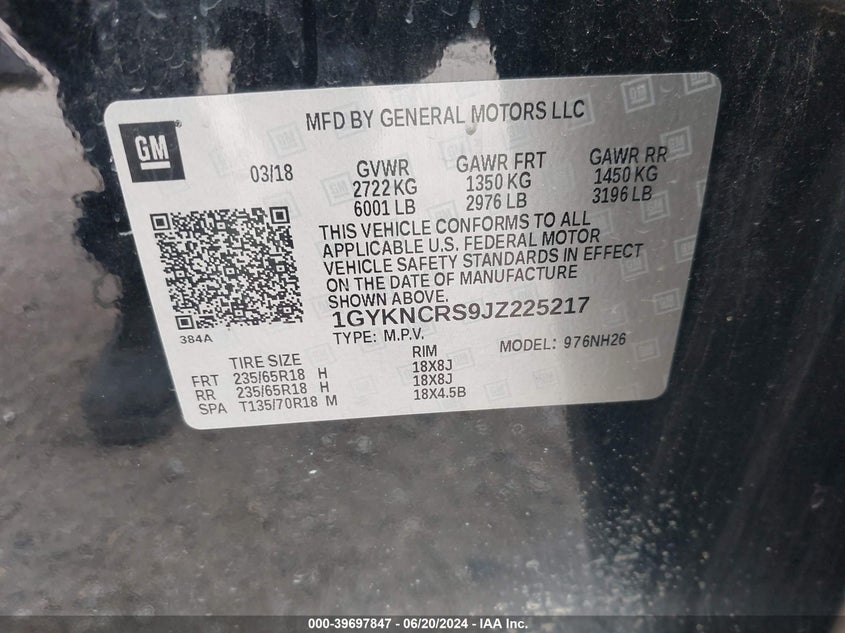 GM
MFD BY GENERAL MOTORS LLC
03/18 GVWR GAWR FRT GAWR RR
2722 KG 1350 KG 1450 KG
6001 LB 2976 LB 3196 LB
THIS VEHICLE CONFORMS TO ALL
APPLICABLE U.S. FEDERAL MOTOR
VEHICLE SAFETY STANDARDS IN EFFECT
ON THE DATE OF MANUFACTURE
SHOWN ABOVE.
384A
1GYKNCRS9JZ225217
TYPE: M.P.V. MODEL: 976NH26
TIRE SIZE RIM
FRT 235/65R18 H 18X8J
RR 235/65R18 H 18X8J
SPA T135/70R18 M 18X4.5B
000-39697847 - 06/20/2024 - IAA Inc.